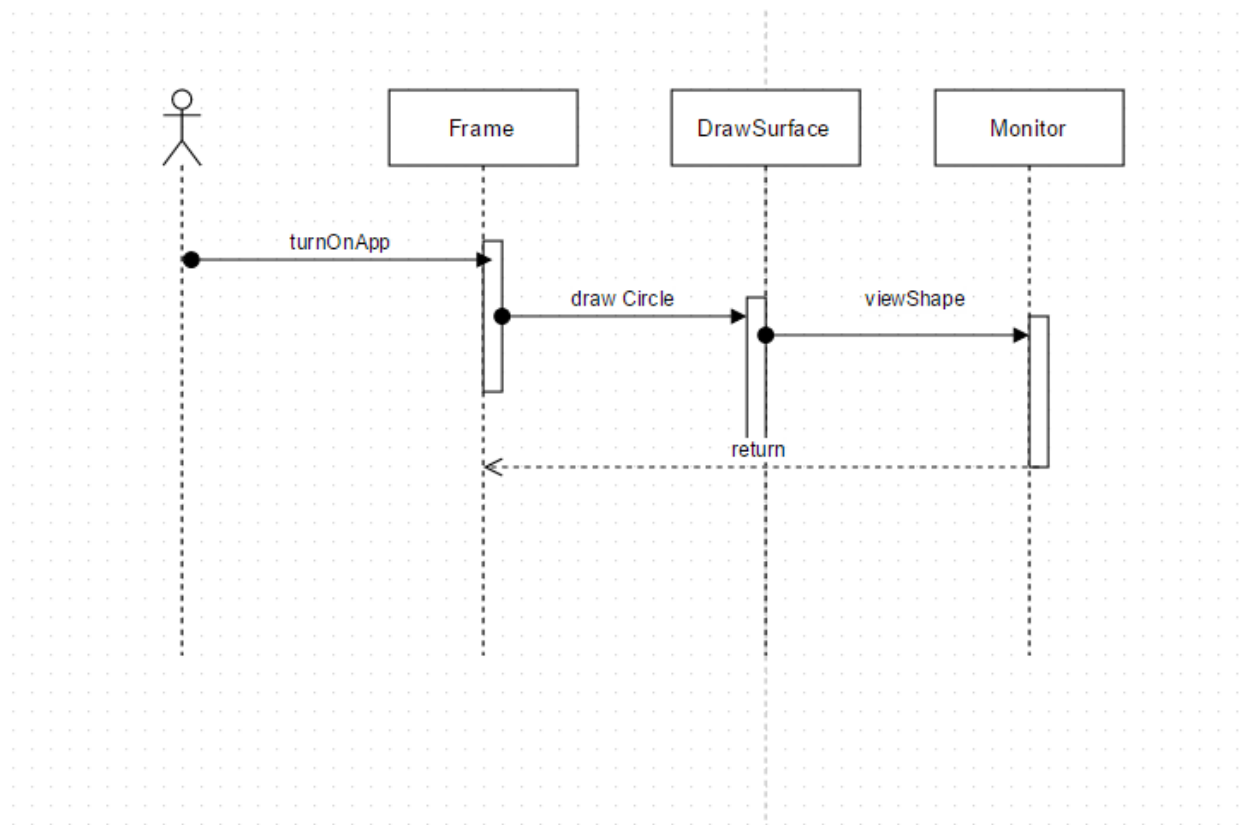 Frame
DrawSurface
Monitor
turnOnApp
draw Circle
viewShape
return